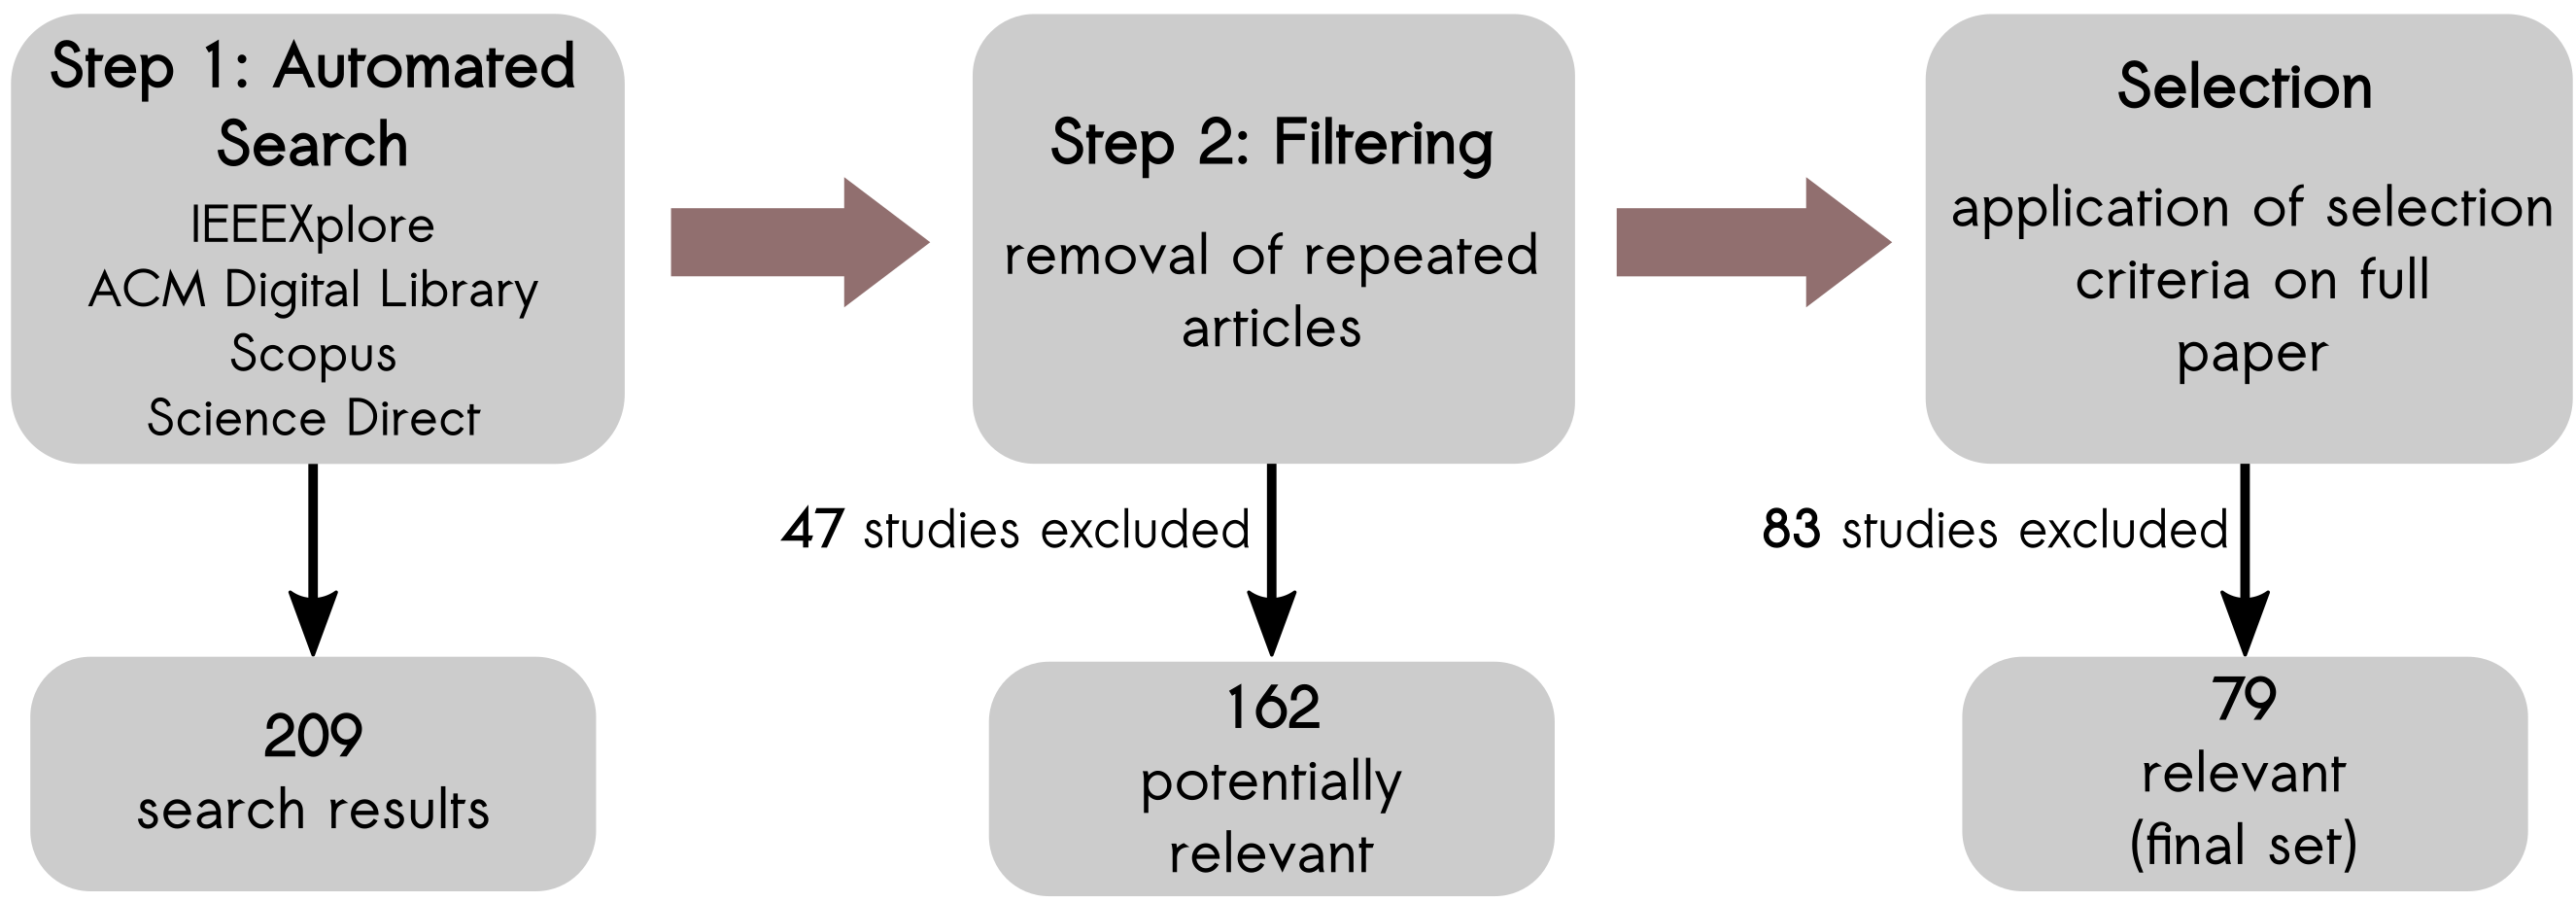 Step 1: Automated
Search
IEEEXplore
ACM Digital Library
Scopus
Science Direct
Step 2: Filtering
removal of repeated
articles
Selection
application of selection
criteria on full
paper
47 studies excluded
83 studies excluded
209
search results
162
potentially
relevant
79
relevant
(final set)